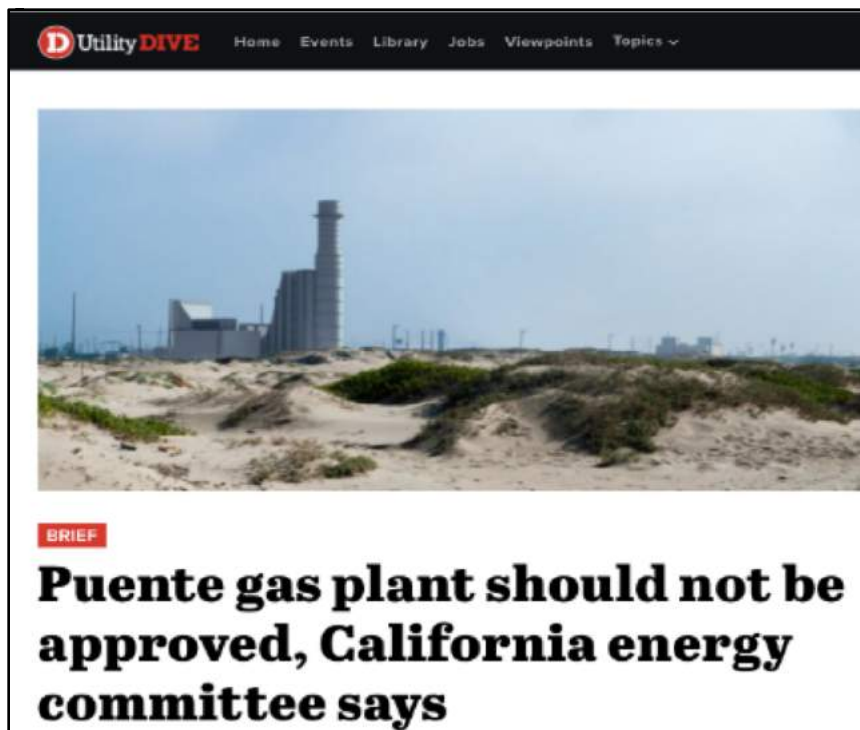 D Utility DIVE Home Events Library Jobs Viewpoints Topics
BRIEF
Puente gas plant should not be
approved, California energy
committee says